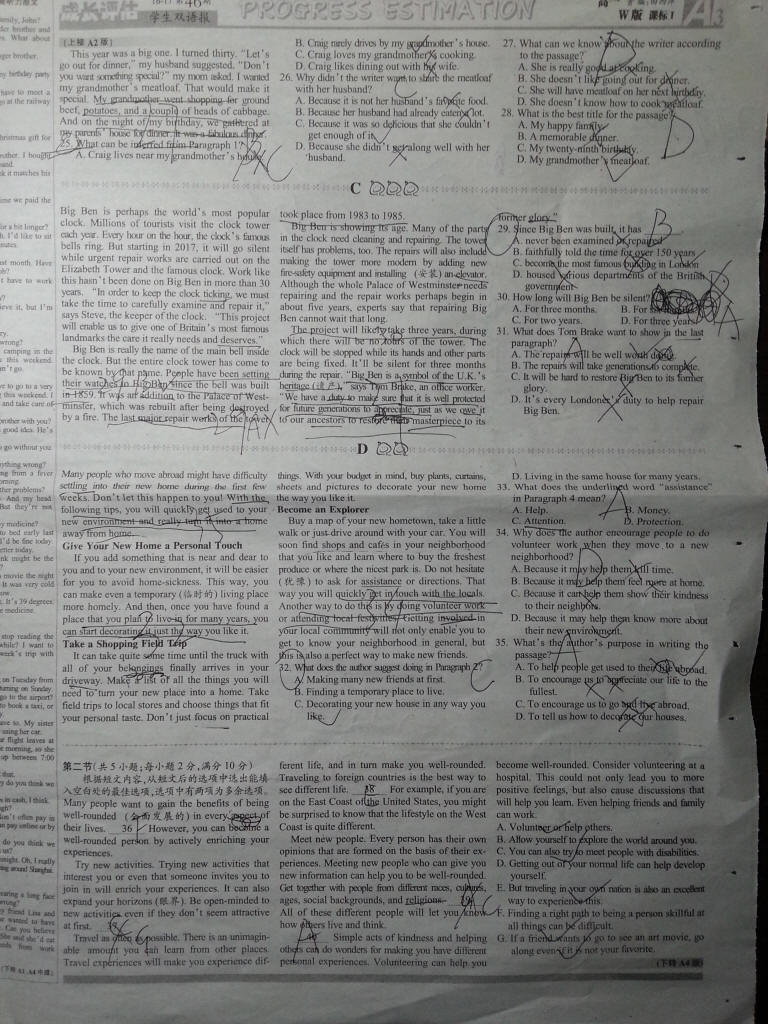 成长评估
学生双语报
PROGRESS ESTIMATION
W版 课标1
A3
(上接 A2版)
This year was a big one. I turned thirty. "Let's
go out for dinner," my husband suggested. "Don't
you want something special?" my mom asked. I wanted
my grandmother's meatloaf. That would make it
special. My grandmother went shopping for ground
beef, potatoes, and a couple of heads of cabbage.
And on the night of my birthday, we gathered at
my parents' house for dinner. It was a fabulous dinner.
25. What can be inferred from Paragraph 1?
A. Craig lives near my grandmother's house.
B. Craig rarely drives by my grandmother's house.
C. Craig loves my grandmother's cooking.
D. Craig likes dining out with his wife.
26. Why didn't the writer want to share the meatloaf
with her husband?
A. Because it is not her husband's favorite food.
B. Because her husband had already eaten a lot.
C. Because it was so delicious that she couldn't
get enough of it.
D. Because she didn't get along well with her
husband.
27. What can we know about the writer according
to the passage?
A. She is really good at cooking.
B. She doesn't like going out for dinner.
C. She will have meatloaf on her next birthday.
D. She doesn't know how to cook meatloaf.
28. What is the best title for the passage?
A. My happy family.
B. A memorable dinner.
C. My twenty-ninth birthday.
D. My grandmother's meatloaf.
C
Big Ben is perhaps the world's most popular
clock. Millions of tourists visit the clock tower
each year. Every hour on the hour, the clock's famous
bells ring. But starting in 2017, it will go silent
while urgent repair works are carried out on the
Elizabeth Tower and the famous clock. Work like
this hasn't been done on Big Ben in more than 30
years. "In order to keep the clock ticking, we must
take the time to carefully examine and repair it,"
says Steve, the keeper of the clock. "This project
will enable us to give one of Britain's most famous
landmarks the care it really needs and deserves."
Big Ben is really the name of the main bell inside
the clock. But the entire clock tower has come to
be known by that name. People have been setting
their watches to Big Ben since the bell was built
in 1859. It was an addition to the Palace of West-
minster, which was rebuilt after being destroyed
by a fire. The last major repair works of the tower
took place from 1983 to 1985.
Big Ben is showing its age. Many of the parts
in the clock need cleaning and repairing. The tower
itself has problems, too. The repairs will also include
making the tower more modern by adding new
fire-safety equipment and installing (安装) an elevator.
Although the whole Palace of Westminster needs
repairing and the repair works perhaps begin in
about five years, experts say that repairing Big
Ben cannot wait that long.
The project will likely take three years, during
which there will be no tours of the tower. The
clock will be stopped while its hands and other parts
are being fixed. It'll be silent for three months
during the repair. "Big Ben is a symbol of the U.K.'s
heritage (遗产)," says Tom Brake, an office worker.
"We have a duty to make sure that it is well protected
for future generations to appreciate, just as we owe it
to our ancestors to restore this masterpiece to its
former glory."
29. Since Big Ben was built, it has
A. never been examined or repaired
B. faithfully told the time for over 150 years
C. become the most famous building in London
D. housed various departments of the British
government
30. How long will Big Ben be silent?
A. For three months.
C. For two years.
D. For three years.
31. What does Tom Brake want to show in the last
paragraph?
A. The repairs will be well worth doing.
B. The repairs will take generations to complete.
C. It will be hard to restore Big Ben to its former
glory.
D. It's every Londoner's duty to help repair
Big Ben.
D
Many people who move abroad might have difficulty
settling into their new home during the first few
weeks. Don't let this happen to you! With the
following tips, you will quickly get used to your
new environment and really turn it into a home
away from home.
Give Your New Home a Personal Touch
If you add something that is near and dear to
you and to your new environment, it will be easier
for you to avoid home-sickness. This way, you
can make even a temporary (临时的) living place
more homely. And then, once you have found a
place that you plan to live in for many years, you
can start decorating it just the way you like it.
Take a Shopping Field Trip
It can take quite some time until the truck with
all of your belongings finally arrives in your
driveway. Make a list of all the things you will
need to turn your new place into a home. Take
field trips to local stores and choose things that fit
your personal taste. Don't just focus on practical
things. With your budget in mind, buy plants, curtains,
sheets and pictures to decorate your new home
the way you like it.
Become an Explorer
Buy a map of your new hometown, take a little
walk or just drive around with your car. You will
soon find shops and cafes in your neighborhood
that you like and learn where to buy the freshest
produce or where the nicest park is. Do not hesitate
(犹豫) to ask for assistance or directions. That
way you will quickly get in touch with the locals.
Another way to do this is by doing volunteer work
or attending local festivities. Getting involved in
your local community will not only enable you to
get to know your neighborhood in general, but
this is also a perfect way to make new friends.
32. What does the author suggest doing in Paragraph 2?
A. Making many new friends at first.
B. Finding a temporary place to live.
C. Decorating your new house in any way you
like.
D. Living in the same house for many years.
33. What does the underlined word "assistance"
in Paragraph 4 mean?
A. Help.
B. Money.
C. Attention.
D. Protection.
34. Why does the author encourage people to do
volunteer work when they move to a new
neighborhood?
A. Because it may help them kill time.
B. Because it may help them feel more at home.
C. Because it can help them show their kindness
to their neighbors.
D. Because it may help them know more about
their new environment.
35. What's the author's purpose in writing the
passage?
A. To help people get used to their life abroad.
B. To encourage us to appreciate our life to the
fullest.
C. To encourage us to go and live abroad.
D. To tell us how to decorate our houses.
第二节(共5小题;每小题2分,满分10分)
根据短文内容,从短文后的选项中选出能填
入空白处的最佳选项,选项中有两项为多余选项。
Many people want to gain the benefits of being
well-rounded (全面发展的) in every aspect of
their lives. 36 However, you can become a
well-rounded person by actively enriching your
experiences.
Try new activities. Trying new activities that
interest you or even that someone invites you to
join in will enrich your experiences. It can also
expand your horizons (眼界). Be open-minded to
new activities even if they don't seem attractive
at first.
Travel as often as possible. There is an unimagin-
able amount you can learn from other places.
Travel experiences will make you experience dif-
ferent life, and in turn make you well-rounded.
Traveling to foreign countries is the best way to
see different life. 38 For example, if you are
on the East Coast of the United States, you might
be surprised to know that the lifestyle on the West
Coast is quite different.
Meet new people. Every person has their own
opinions that are formed on the basis of their ex-
periences. Meeting new people who can give you
new information can help you to be well-rounded.
Get together with people from different races, cultures,
ages, social backgrounds, and religions.
All of these different people will let you know
how others live and think.
Simple acts of kindness and helping
others can do wonders for making you have different
personal experiences. Volunteering can help you
become well-rounded. Consider volunteering at a
hospital. This could not only lead you to more
positive feelings, but also cause discussions that
will help you learn. Even helping friends and family
can work.
A. Volunteer or help others.
B. Allow yourself to explore the world around you.
C. You can also try to meet people with disabilities.
D. Getting out of your normal life can help develop
yourself.
E. But traveling in your own nation is also an excellent
way to experience this.
F. Finding a right path to being a person skillful at
all things can be difficult.
G. If a friend wants to go to see an art movie, go
along even if it is not your favorite.
(下转 A4版)